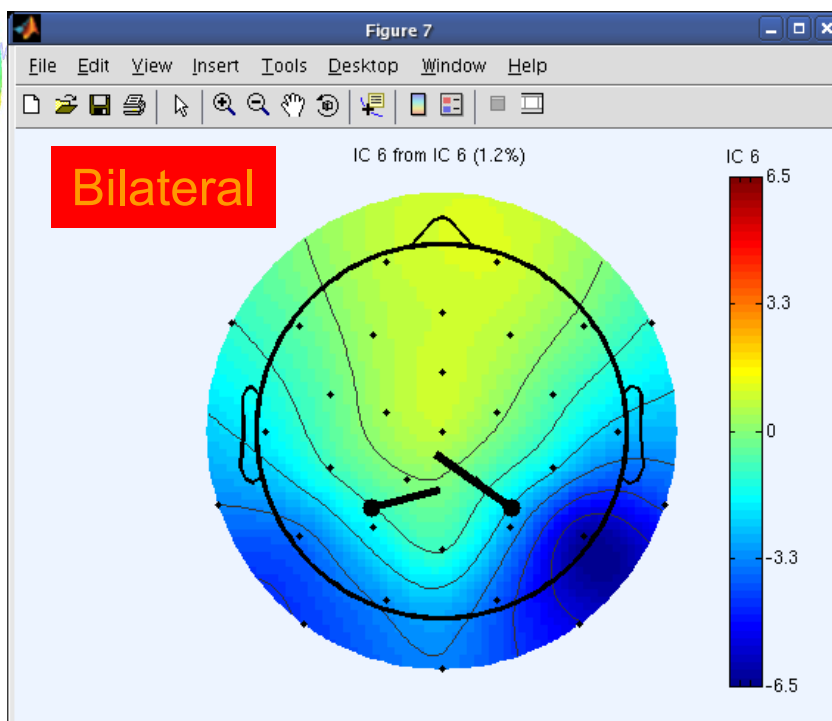 Figure 7
File Edit View Insert Tools Desktop Window Help
Bilateral
IC 6 from IC 6 (1.2%)
IC 6
6.5
3.3
0
-3.3
-6.5